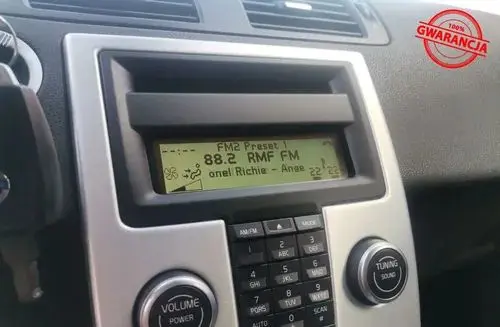 100%
GWARANCJA
FM2 Preset 1
--:--
88.2 RMF FM
onel Richie - Ange
22 22
AM/FM
MODE
1
2 ABC
3 DEF
4 GHI
5 JKL
6 MNO
7 PQRS
8 TUV
9 WXYZ
AUTO
0
SCAN
VOLUME
POWER
TUNING
SOUND